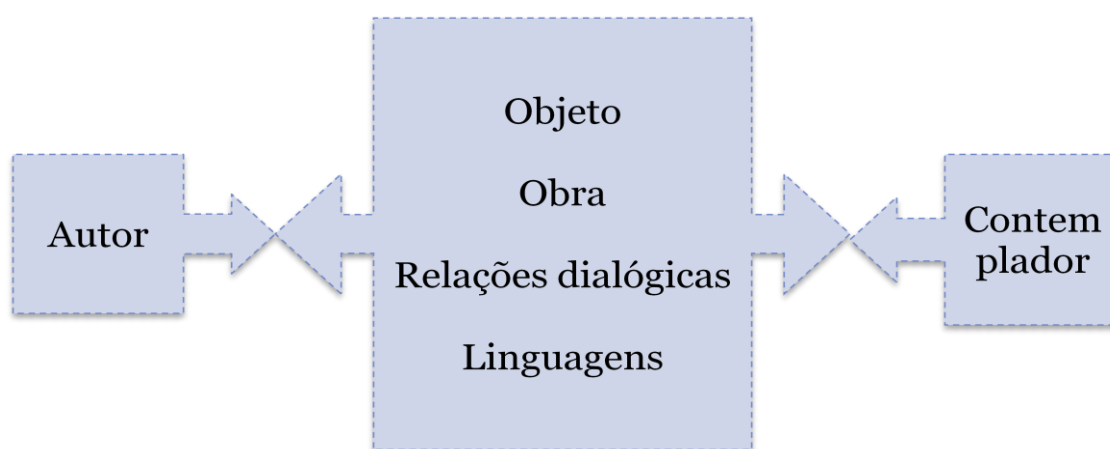 Autor
Objeto
Obra
Relações dialógicas
Linguagens
Contem
plador